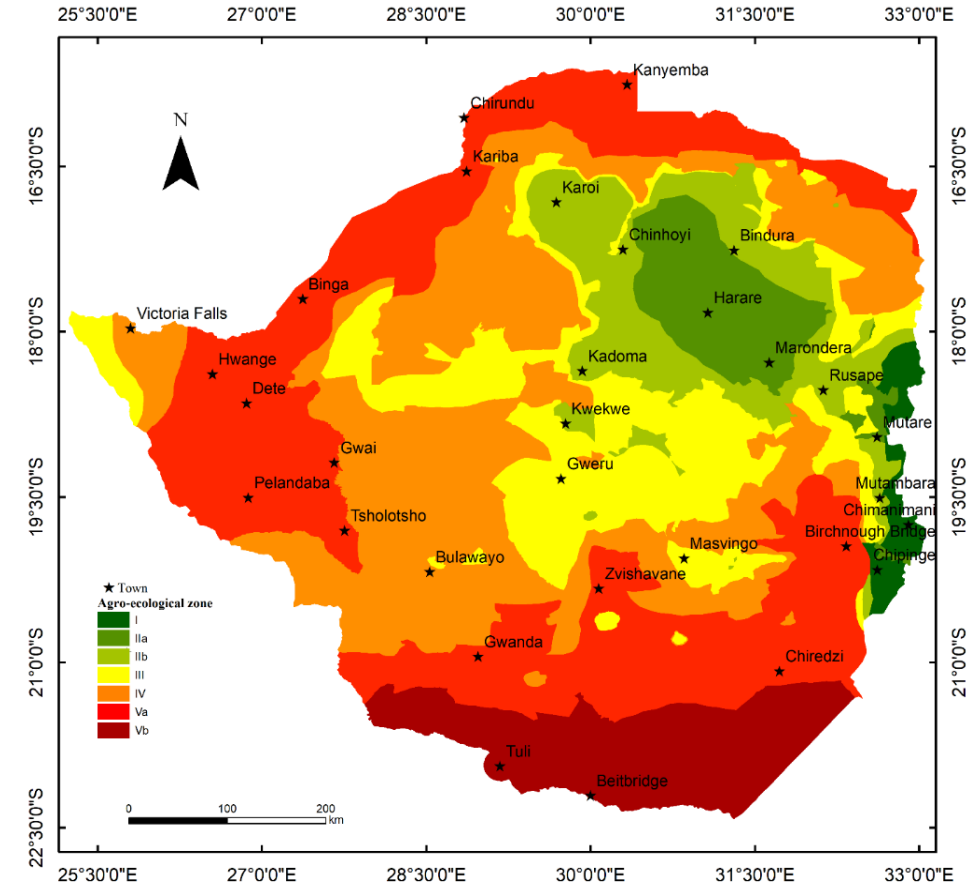 25°30'0"E 27°0'0"E 28°30'0"E 30°0'0"E 31°30'0"E 33°0'0"E
Kanyemba
Chirundu
N
Kariba
16°30'0"S 16°30'0"S
Karoi
Chinhoyi
Bindura
Binga
Harare
Victoria Falls
18°0'0"S 18°0'0"S
Marondera
Kadoma
Hwange
Rusape
Dete
Kwekwe
Mutare
Gwai
Gweru
Pelandaba
Mutambara
19°30'0"S 19°30'0"S
Chimanimani
Tsholotsho
Birchnough Bridge
Masvingo
Bulawayo
Chipinge
Zvishavane
Town
Agro-ecological zone
I
IIa
IIb
III
IV
Va
Vb
Gwanda
Chiredzi
21°0'0"S 21°0'0"S
Tuli
Beitbridge
0 100 200
km
22°30'0"S 22°30'0"S
25°30'0"E 27°0'0"E 28°30'0"E 30°0'0"E 31°30'0"E 33°0'0"E